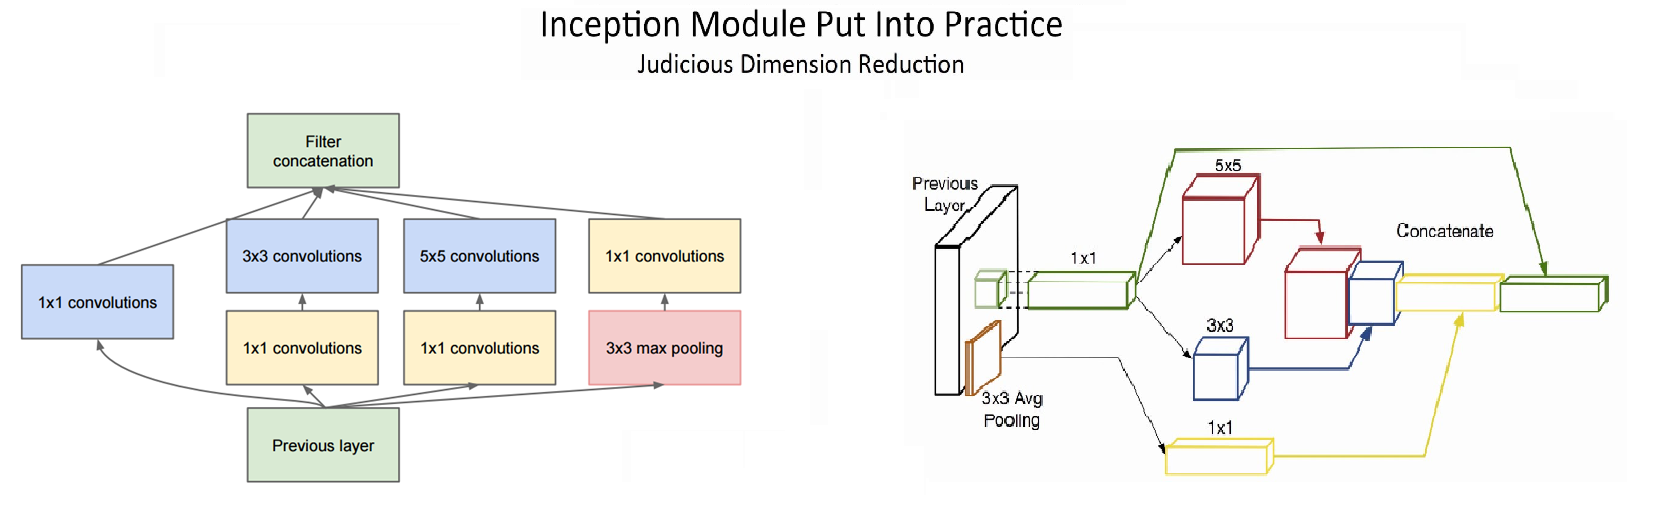 Inception Module Put Into Practice
Judicious Dimension Reduction
Filter
concatenation
3x3 convolutions
5x5 convolutions
1x1 convolutions
1x1 convolutions
1x1 convolutions
1x1 convolutions
3x3 max pooling
Previous layer
Previous
Layor
1x1
5x5
Concatenate
3x3
3x3 Avg
Pooling
1x1